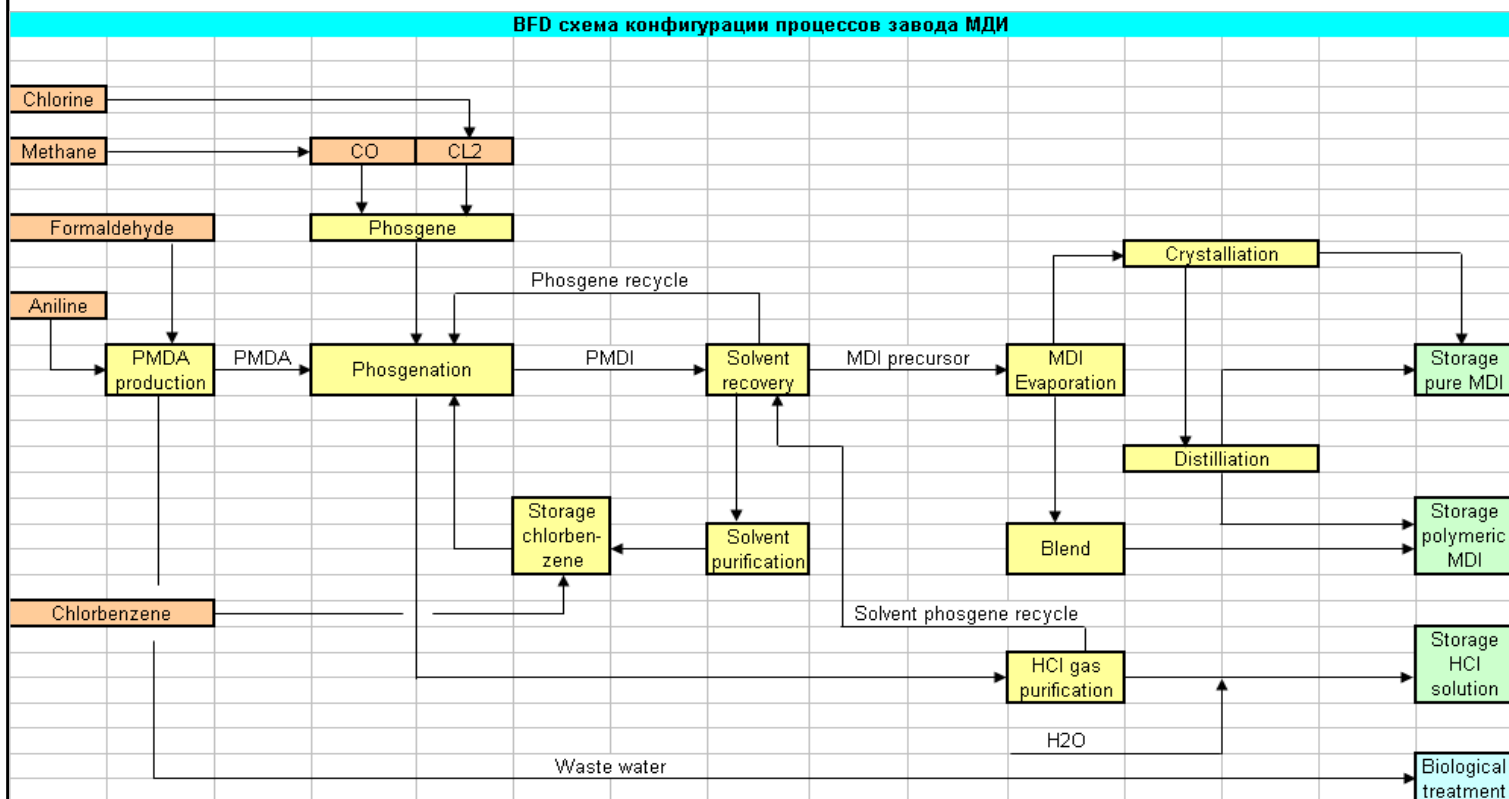 BFD схема конфигурации процессов завода МДИ
Chlorine
Methane
CO
CL2
Formaldehyde
Phosgene
Crystalliation
Phosgene recycle
Aniline
PMDA
production
PMDA
Phosgenation
PMDI
Solvent
recovery
MDI precursor
MDI
Evaporation
Storage
pure MDI
Distilliation
Storage
chlorben-
zene
Solvent
purification
Blend
Storage
polymeric
MDI
Chlorbenzene
Solvent phosgene recycle
HCl gas
purification
Storage
HCl
solution
H2O
Waste water
Biological
treatment